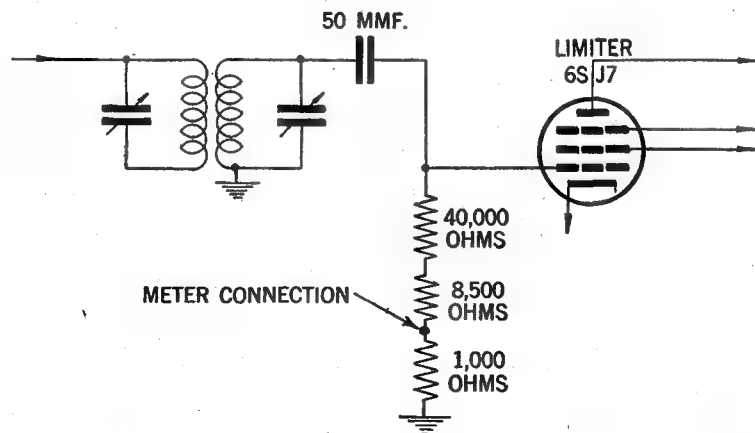 50 MMF.
LIMITER
6SJ7
40,000
OHMS
METER CONNECTION
8,500
OHMS
1,000
OHMS